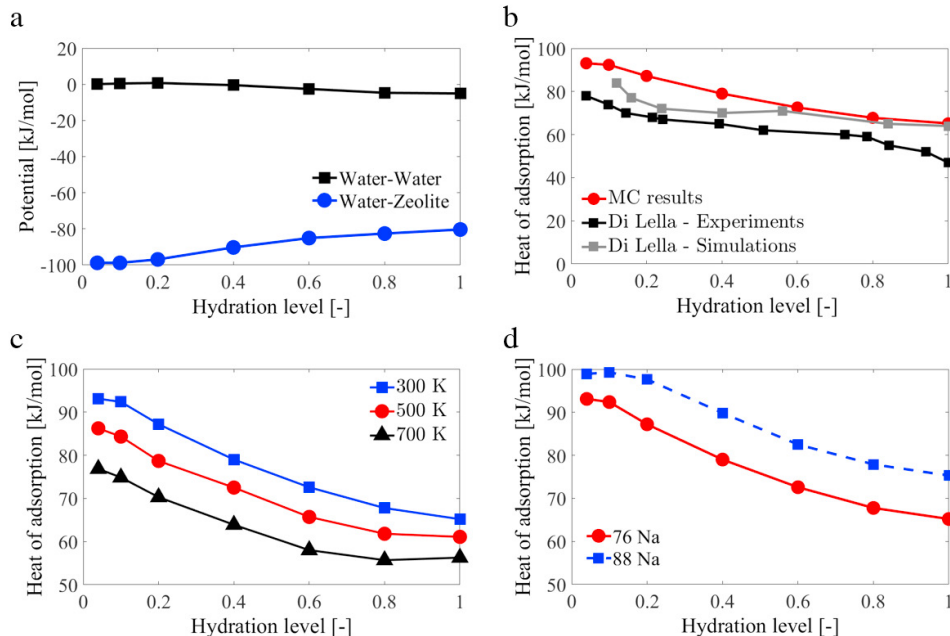 a
20
0
-20
-40
-60
-80
-100
Potential [kJ/mol]
Water-Water
Water-Zeolite
0
0.2
0.4
0.6
0.8
1
Hydration level [-]
b
100
80
60
40
20
0
Heat of adsorption [kJ/mol]
MC results
Di Lella - Experiments
Di Lella - Simulations
0
0.2
0.4
0.6
0.8
1
Hydration level [-]
c
100
90
80
70
60
50
Heat of adsorption [kJ/mol]
300 K
500 K
700 K
0
0.2
0.4
0.6
0.8
1
Hydration level [-]
d
100
90
80
70
60
50
Heat of adsorption [kJ/mol]
76 Na
88 Na
0
0.2
0.4
0.6
0.8
1
Hydration level [-]